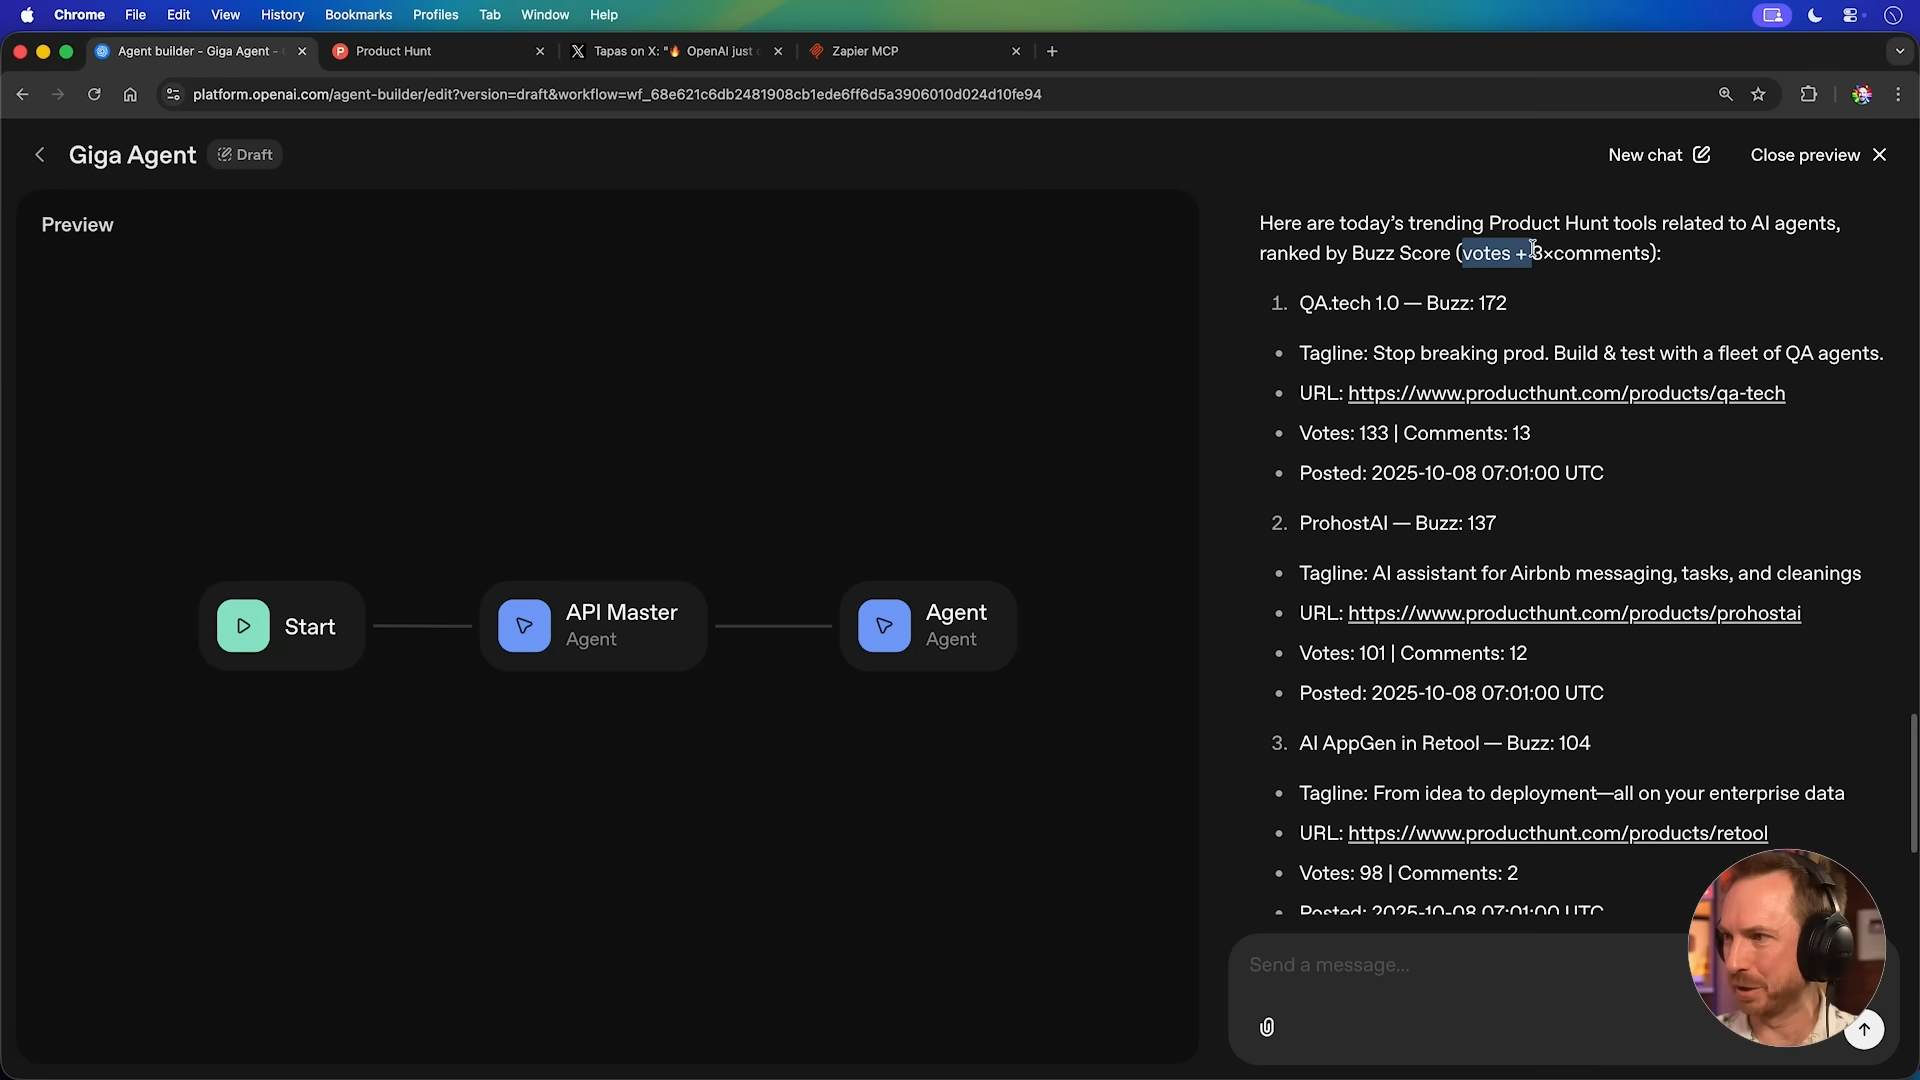 Chrome File Edit View History Bookmarks Profiles Tab Window Help
Agent builder - Giga Agent -
Product Hunt
Tapas on X: "🔥 OpenAI just
Zapier MCP
platform.openai.com/agent-builder/edit?version=draft&workflow=wf_68e621c6db2481908cb1ede6ff6d5a3906010d024d10fe94
Giga Agent
Draft
New chat
Close preview
Preview
Start
API Master
Agent
Agent
Agent
Here are today's trending Product Hunt tools related to AI agents,
ranked by Buzz Score (votes + 3×comments):
1. QA.tech 1.0 — Buzz: 172
• Tagline: Stop breaking prod. Build & test with a fleet of QA agents.
• URL: https://www.producthunt.com/products/qa-tech
• Votes: 133 | Comments: 13
• Posted: 2025-10-08 07:01:00 UTC
2. ProhostAI — Buzz: 137
• Tagline: AI assistant for Airbnb messaging, tasks, and cleanings
• URL: https://www.producthunt.com/products/prohostai
• Votes: 101 | Comments: 12
• Posted: 2025-10-08 07:01:00 UTC
3. AI AppGen in Retool — Buzz: 104
• Tagline: From idea to deployment—all on your enterprise data
• URL: https://www.producthunt.com/products/retool
• Votes: 98 | Comments: 2
• Posted: 2025-10-08 07:01:00 UTC
Send a message...